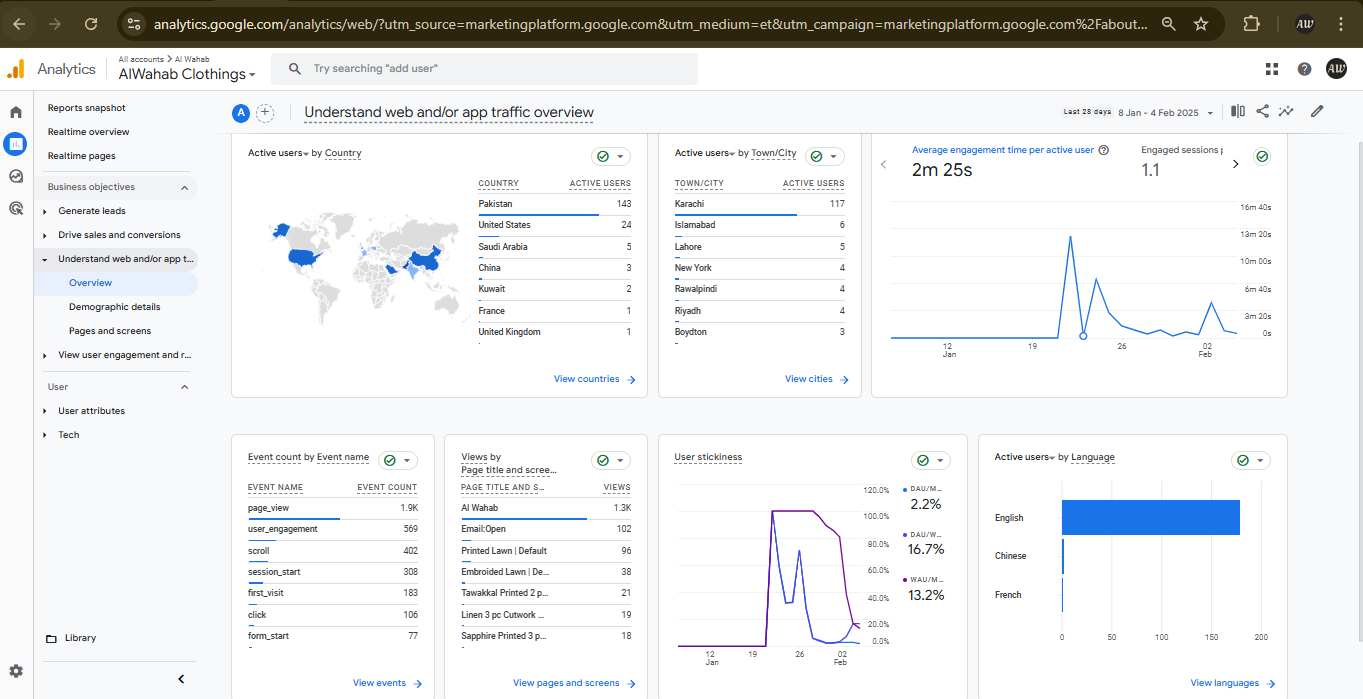 analytics.google.com/analytics/web/?utm_source=marketingplatform.google.com&utm_medium=et&utm_campaign=marketingplatform.google.com%2Fabout...
AW
Analytics
All accounts > Al Wahab
AlWahab Clothings
Try searching "add user"
AW
Reports snapshot
Realtime overview
Realtime pages
Business objectives
Generate leads
Drive sales and conversions
Understand web and/or app t...
Overview
Demographic details
Pages and screens
View user engagement and r...
User
User attributes
Tech
Library
A
Understand web and/or app traffic overview
Last 28 days 8 Jan - 4 Feb 2025
Active users by Country
COUNTRY ACTIVE USERS
Pakistan 143
United States 24
Saudi Arabia 5
China 3
Kuwait 2
France 1
United Kingdom 1
View countries
Active users by Town/City
TOWN/CITY ACTIVE USERS
Karachi 117
Islamabad 6
Lahore 5
New York 4
Rawalpindi 4
Riyadh 4
Boydton 3
View cities
Average engagement time per active user
2m 25s
Engaged sessions p
1.1
16m 40s
13m 20s
10m 00s
6m 40s
3m 20s
0s
12 19 26 02
Jan Feb
Event count by Event name
EVENT NAME EVENT COUNT
page_view 1.9K
user_engagement 569
scroll 402
session_start 308
first_visit 183
click 106
form_start 77
View events
Views by
Page title and scree...
PAGE TITLE AND S... VIEWS
Al Wahab 1.3K
Email:Open 102
Printed Lawn | Default 96
Embroided Lawn | De... 38
Tawakkal Printed 2 p... 21
Linen 3 pc Cutwork ... 19
Sapphire Printed 3 p... 18
View pages and screens
User stickiness
120.0%
100.0%
80.0%
60.0%
40.0%
20.0%
0.0%
12 19 26 02
Jan Feb
DAU/M...
2.2%
DAU/W...
16.7%
WAU/M...
13.2%
Active users by Language
English
Chinese
French
0 50 100 150 200
View languages